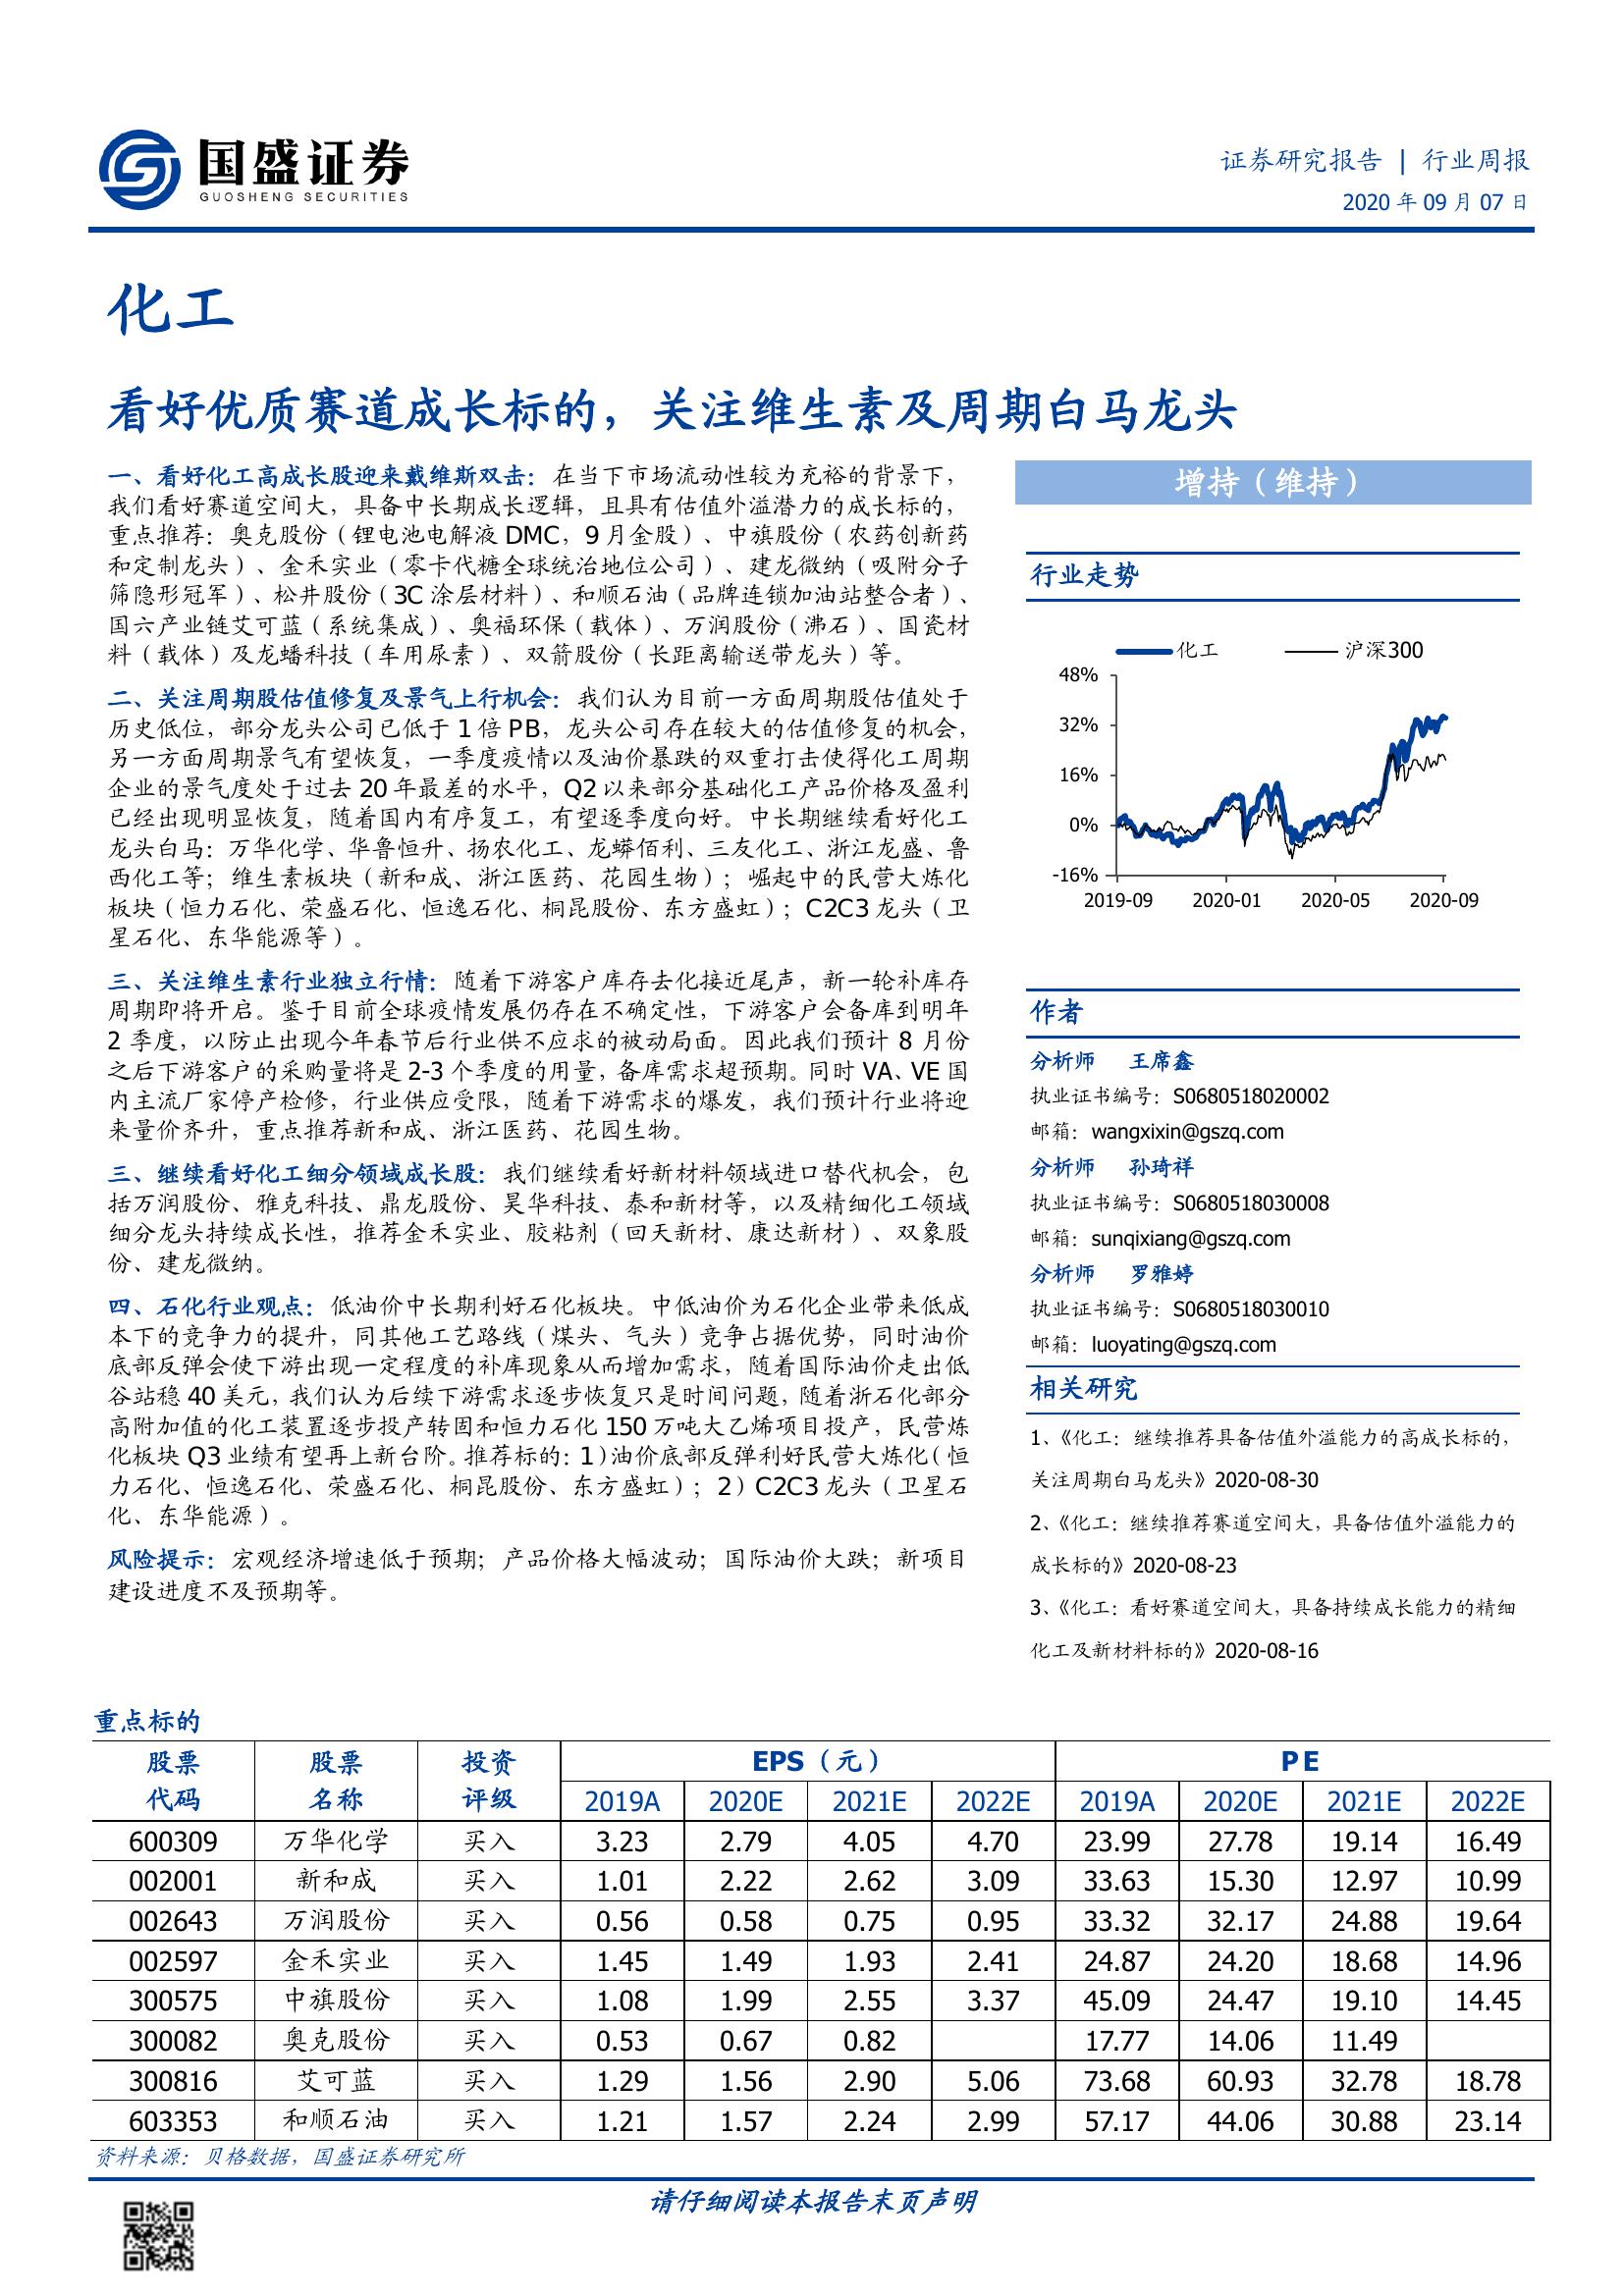 国盛证券
GUOSHENG SECURITIES
证券研究报告 | 行业周报
2020 年 09 月 07 日
化工
看好优质赛道成长标的，关注维生素及周期白马龙头
一、看好化工高成长股迎来戴维斯双击：在当下市场流动性较为充裕的背景下，
我们看好赛道空间大，具备中长期成长逻辑，且具有估值外溢潜力的成长标的，
重点推荐：奥克股份（锂电池电解液 DMC，9 月金股）、中旗股份（农药创新药
和定制龙头）、金禾实业（零卡代糖全球统治地位公司）、建龙微纳（吸附分子
筛隐形冠军）、松井股份（3C 涂层材料）、和顺石油（品牌连锁加油站整合者）、
国六产业链艾可蓝（系统集成）、奥福环保（载体）、万润股份（沸石）、国瓷材
料（载体）及龙蟠科技（车用尿素）、双箭股份（长距离输送带龙头）等。
二、关注周期股估值修复及景气上行机会：我们认为目前一方面周期股估值处于
历史低位，部分龙头公司已低于 1 倍 PB，龙头公司存在较大的估值修复的机会，
另一方面周期景气有望恢复，一季度疫情以及油价暴跌的双重打击使得化工周期
企业的景气度处于过去 20 年最差的水平，Q2 以来部分基础化工产品价格及盈利
已经出现明显恢复，随着国内有序复工，有望逐季度向好。中长期继续看好化工
龙头白马：万华化学、华鲁恒升、扬农化工、龙蟒佰利、三友化工、浙江龙盛、鲁
西化工等；维生素板块（新和成、浙江医药、花园生物）；崛起中的民营大炼化
板块（恒力石化、荣盛石化、恒逸石化、桐昆股份、东方盛虹）；C2C3 龙头（卫
星石化、东华能源等）。
三、关注维生素行业独立行情：随着下游客户库存去化接近尾声，新一轮补库存
周期即将开启。鉴于目前全球疫情发展仍存在不确定性，下游客户会备库到明年
2 季度，以防止出现今年春节后行业供不应求的被动局面。因此我们预计 8 月份
之后下游客户的采购量将是 2-3 个季度的用量，备库需求超预期。同时 VA、VE 国
内主流厂家停产检修，行业供应受限，随着下游需求的爆发，我们预计行业将迎
来量价齐升，重点推荐新和成、浙江医药、花园生物。
三、继续看好化工细分领域成长股：我们继续看好新材料领域进口替代机会，包
括万润股份、雅克科技、鼎龙股份、昊华科技、泰和新材等，以及精细化工领域
细分龙头持续成长性，推荐金禾实业、胶粘剂（回天新材、康达新材）、双象股
份、建龙微纳。
四、石化行业观点：低油价中长期利好石化板块。中低油价为石化企业带来低成
本下的竞争力的提升，同其他工艺路线（煤头、气头）竞争占据优势，同时油价
底部反弹会使下游出现一定程度的补库现象从而增加需求，随着国际油价走出低
谷站稳 40 美元，我们认为后续下游需求逐步恢复只是时间问题，随着浙石化部分
高附加值的化工装置逐步投产转固和恒力石化 150 万吨大乙烯项目投产，民营炼
化板块 Q3 业绩有望再上新台阶。推荐标的：1）油价底部反弹利好民营大炼化（恒
力石化、恒逸石化、荣盛石化、桐昆股份、东方盛虹）；2）C2C3 龙头（卫星石
化、东华能源）。
风险提示：宏观经济增速低于预期；产品价格大幅波动；国际油价大跌；新项目
建设进度不及预期等。
增持（维持）
行业走势
化工 沪深300
48%
32%
16%
0%
-16%
2019-09 2020-01 2020-05 2020-09
作者
分析师 王席鑫
执业证书编号：S0680518020002
邮箱：wangxixin@gszq.com
分析师 孙琦祥
执业证书编号：S0680518030008
邮箱：sunqixiang@gszq.com
分析师 罗雅婷
执业证书编号：S0680518030010
邮箱：luoyating@gszq.com
相关研究
1、《化工：继续推荐具备估值外溢能力的高成长标的，
关注周期白马龙头》2020-08-30
2、《化工：继续推荐赛道空间大，具备估值外溢能力的
成长标的》2020-08-23
3、《化工：看好赛道空间大，具备持续成长能力的精细
化工及新材料标的》2020-08-16
重点标的
股票 股票 投资 EPS（元） PE
代码 名称 评级 2019A 2020E 2021E 2022E 2019A 2020E 2021E 2022E
600309 万华化学 买入 3.23 2.79 4.05 4.70 23.99 27.78 19.14 16.49
002001 新和成 买入 1.01 2.22 2.62 3.09 33.63 15.30 12.97 10.99
002643 万润股份 买入 0.56 0.58 0.75 0.95 33.32 32.17 24.88 19.64
002597 金禾实业 买入 1.45 1.49 1.93 2.41 24.87 24.20 18.68 14.96
300575 中旗股份 买入 1.08 1.99 2.55 3.37 45.09 24.47 19.10 14.45
300082 奥克股份 买入 0.53 0.67 0.82 17.77 14.06 11.49
300816 艾可蓝 买入 1.29 1.56 2.90 5.06 73.68 60.93 32.78 18.78
603353 和顺石油 买入 1.21 1.57 2.24 2.99 57.17 44.06 30.88 23.14
资料来源：贝格数据，国盛证券研究所
请仔细阅读本报告末页声明